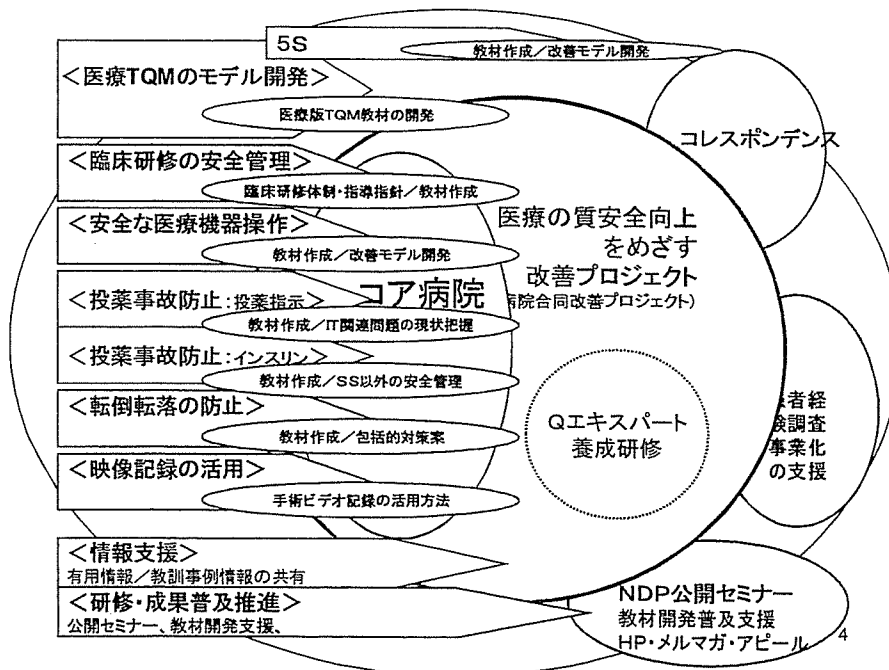 5S
教材作成/改善モデル開発
<医療TQMのモデル開発>
医療版TQM教材の開発
コレスポンデンス
<臨床研修の安全管理>
臨床研修体制・指導指針/教材作成
<安全な医療機器操作>
教材作成/改善モデル開発
医療の質安全向上
をめざす
改善プロジェクト
病院合同改善プロジェクト)
コア病院
<投薬事故防止:投薬指示>
教材作成/IT関連問題の現状把握
<投薬事故防止:インスリン>
教材作成/SS以外の安全管理
<転倒転落の防止>
教材作成/包括的対策案
Qエキスパート
養成研修
者経
険調査
事業化
の支援
<映像記録の活用>
手術ビデオ記録の活用方法
<情報支援>
有用情報/教訓事例情報の共有
<研修・成果普及推進>
公開セミナー、教材開発支援、
NDP公開セミナー
教材開発普及支援
HP・メルマガ・アピール
4